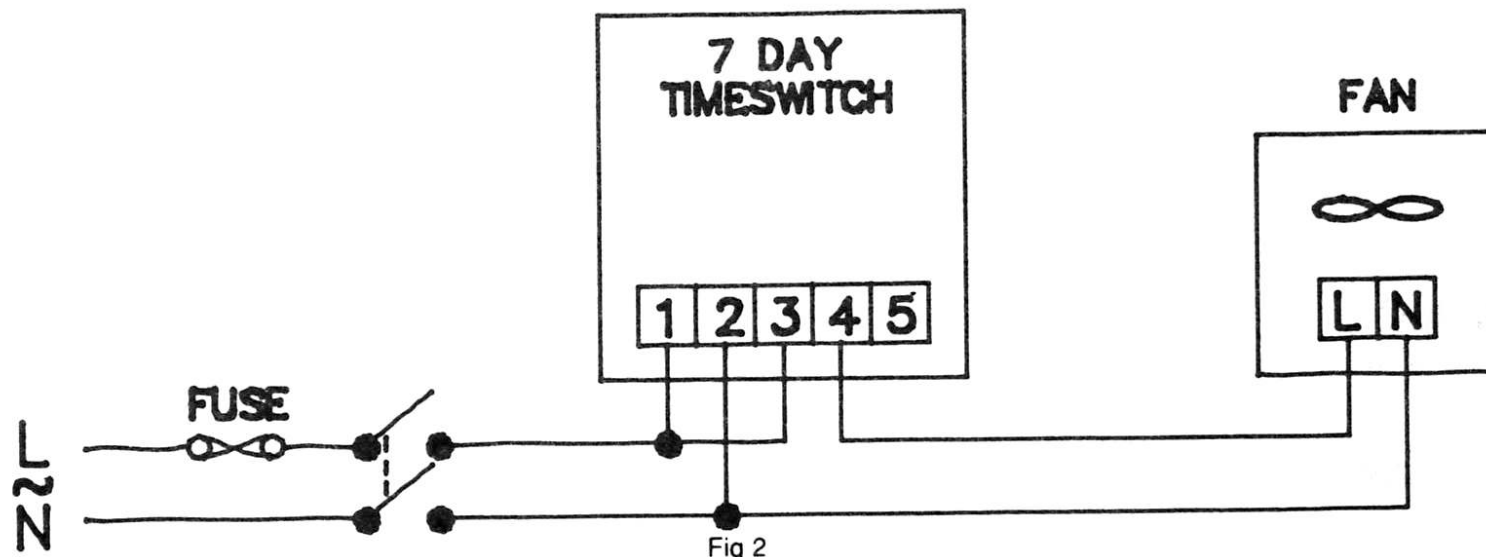 7 DAY
TIMESWITCH
FAN
1 2 3 4 5
L N
FUSE
L
~
N
Fig 2